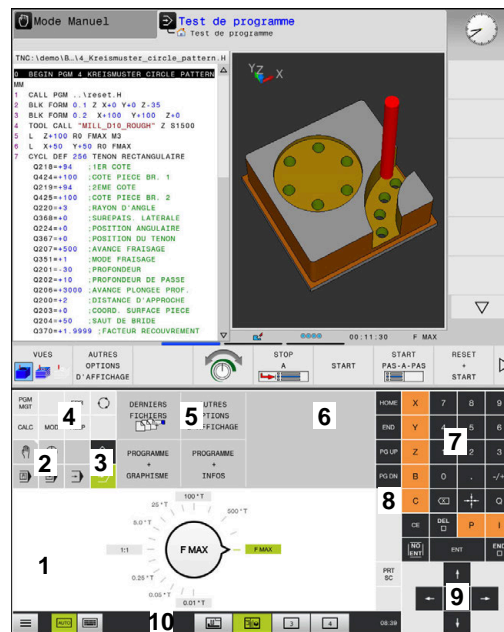 Mode Manuel
Test de programme
Test de programme
TNC:\demo\B...\4_Kreismuster_circle_pattern.H
0 BEGIN PGM 4_KREISMUSTER_CIRCLE_PATTERN
MM
1 CALL PGM ..\reset.H
2 BLK FORM 0.1 Z X+0 Y+0 Z-35
3 BLK FORM 0.2 X+100 Y+100 Z+0
4 TOOL CALL "MILL_D10_ROUGH" Z S1500
5 L Z+100 R0 FMAX M3
6 L X+50 Y+50 R0 FMAX
7 CYCL DEF 256 TENON RECTANGULAIRE
Q218=+94 ;1ER COTE
Q424=+100 ;COTE PIECE BR. 1
Q219=+94 ;2EME COTE
Q425=+100 ;COTE PIECE BR. 2
Q220=+3 ;RAYON D'ANGLE
Q368=+0 ;SUREPAIS. LATERALE
Q224=+0 ;POSITION ANGULAIRE
Q367=+0 ;POSITION DU TENON
Q207=+500 ;AVANCE FRAISAGE
Q351=+1 ;MODE FRAISAGE
Q201=-30 ;PROFONDEUR
Q202=+10 ;PROFONDEUR DE PASSE
Q206=+3000 ;AVANCE PLONGEE PROF.
Q200=+2 ;DISTANCE D'APPROCHE
Q203=+0 ;COORD. SURFACE PIECE
Q204=+50 ;SAUT DE BRIDE
Q370=+1.9999 ;FACTEUR RECOUVREMENT
Y Z X
00:11:30 F MAX
VUES
AUTRES
OPTIONS
D'AFFICHAGE
STOP
A
START
START
PAS-A-PAS
RESET
+
START
PGM
MGT
CALC
4
2
3
DERNIERS
FICHIERS
5
PROGRAMME
+
GRAPHISME
PROGRAMME
+
INFOS
6
HOME X 7 8 9
END Y 6
PG UP Z 2 3
7
PG DN B 0 . -/+
8
C Q
CE DEL P I
NO
ENT
ENT
END
PRT
SC
9
1
100 °T
25 °T
500 °T
5.0 °T
1:1
F MAX
F MAX
0.25 °T
0.05 °T
0.01 °T
AUTO
10
3
4
08:39